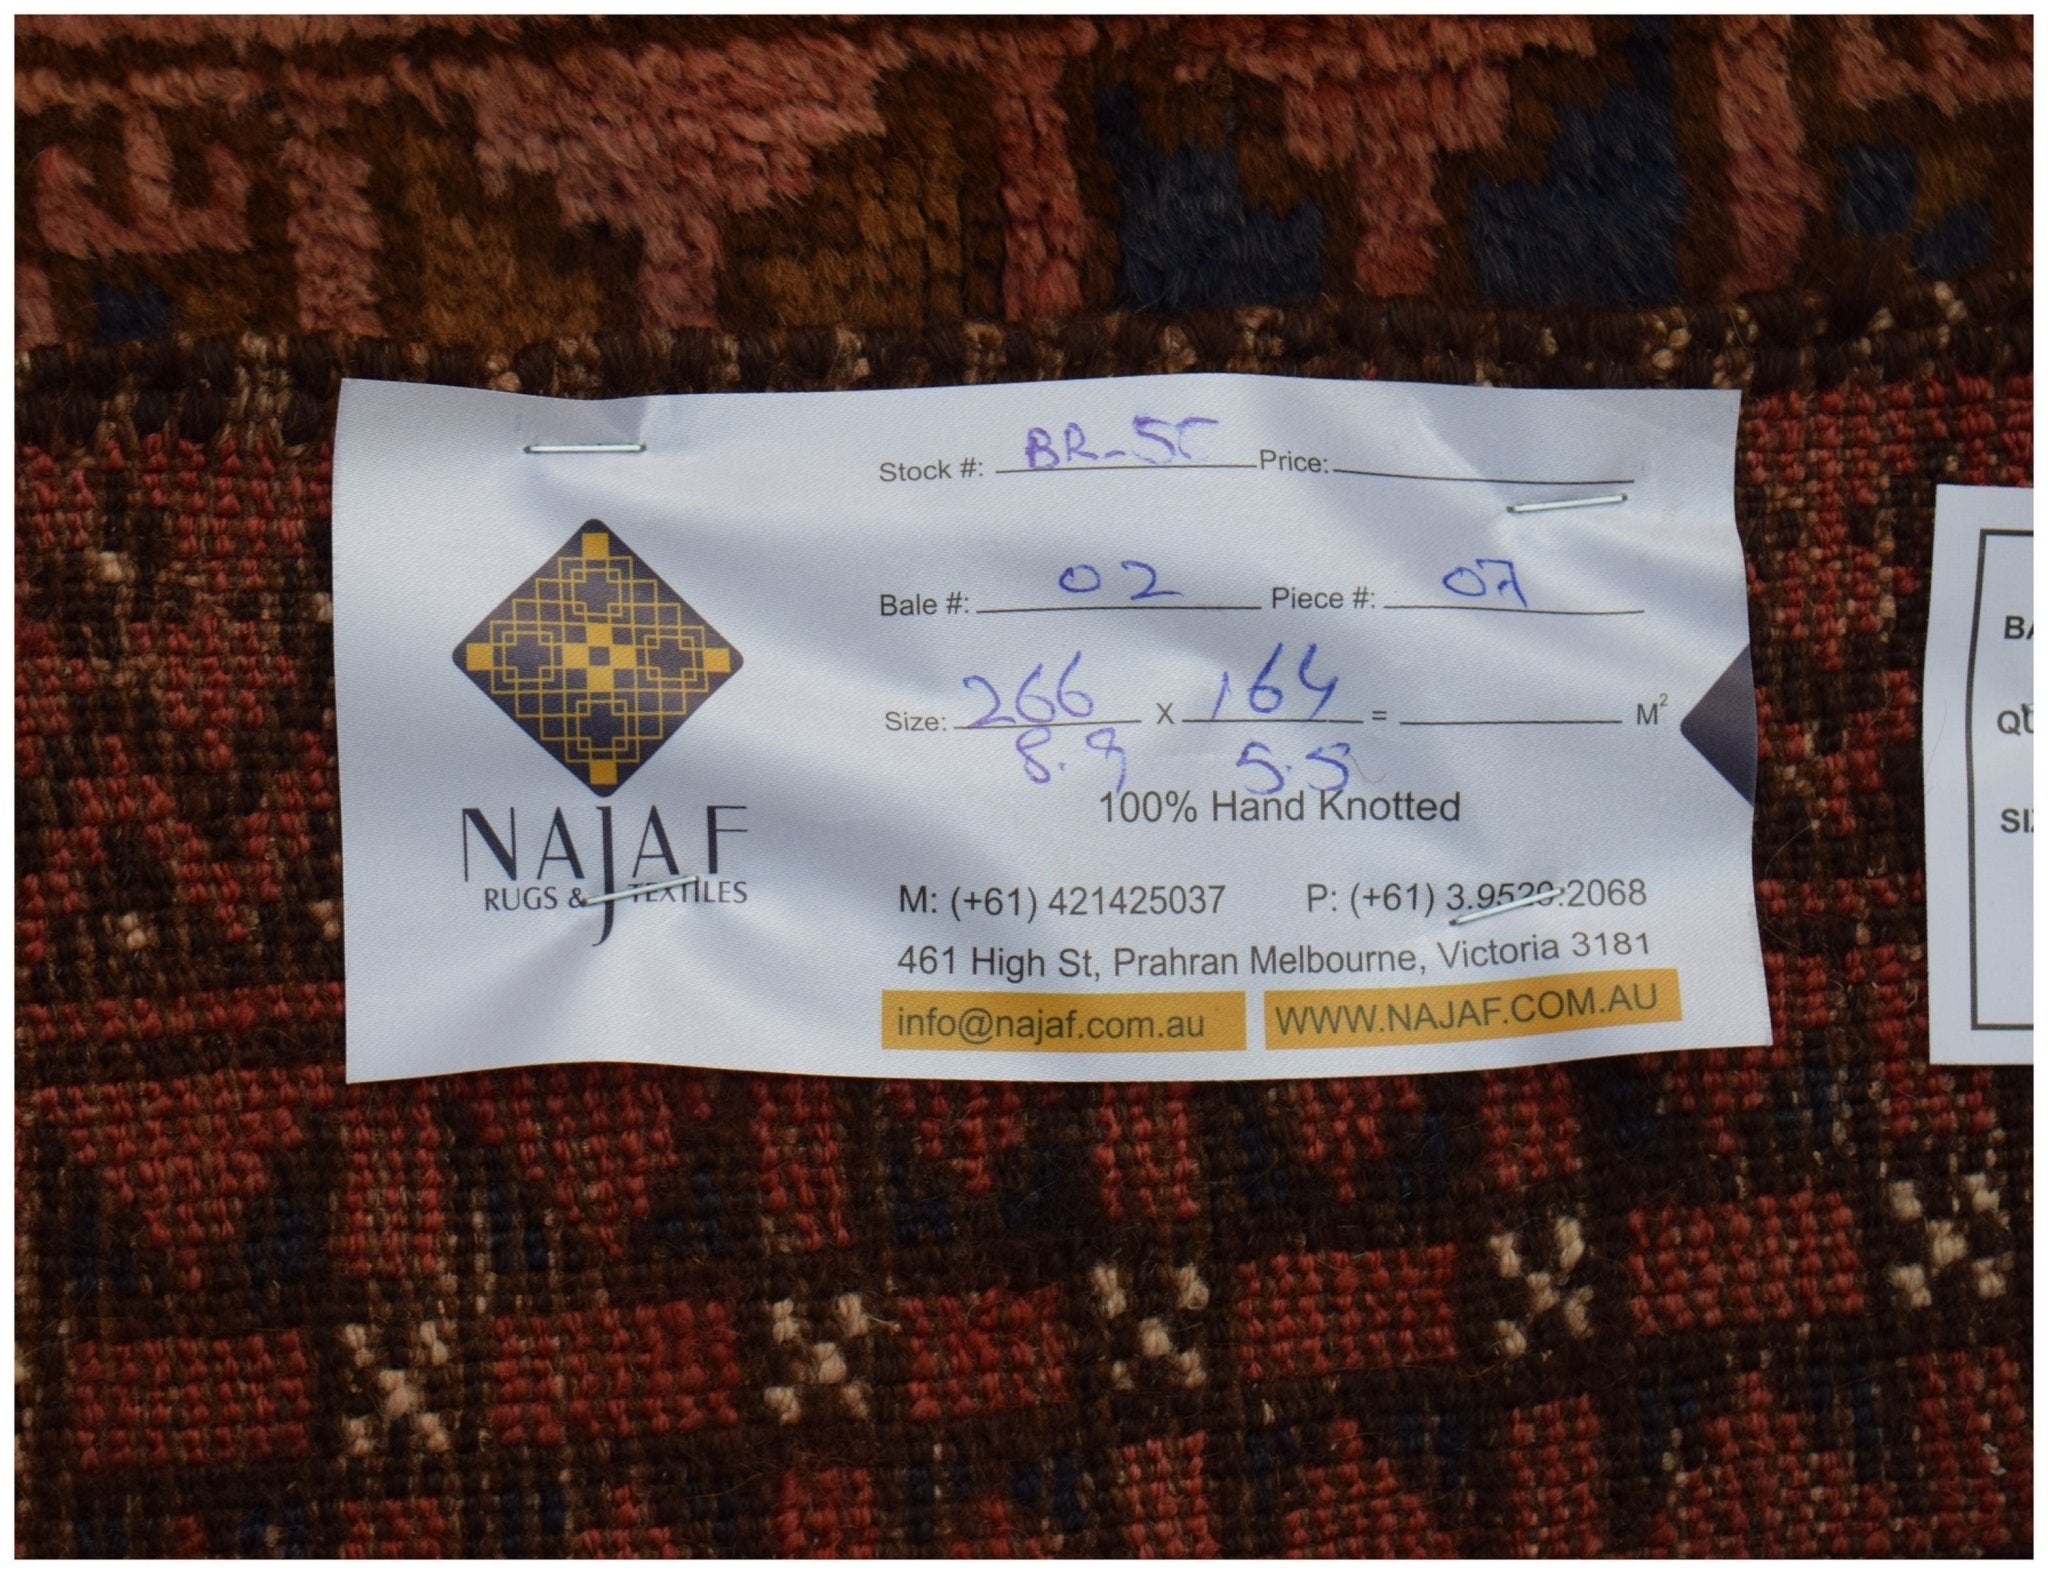 Stock #: BR-5C Price:
Bale #: 02 Piece #: 07
Size: 266 X 164 = M²
8.9 5.5
100% Hand Knotted
NAJAF
RUGS & TEXTILES
M: (+61) 421425037 P: (+61) 3.9529.2068
461 High St, Prahran Melbourne, Victoria 3181
info@najaf.com.au WWW.NAJAF.COM.AU